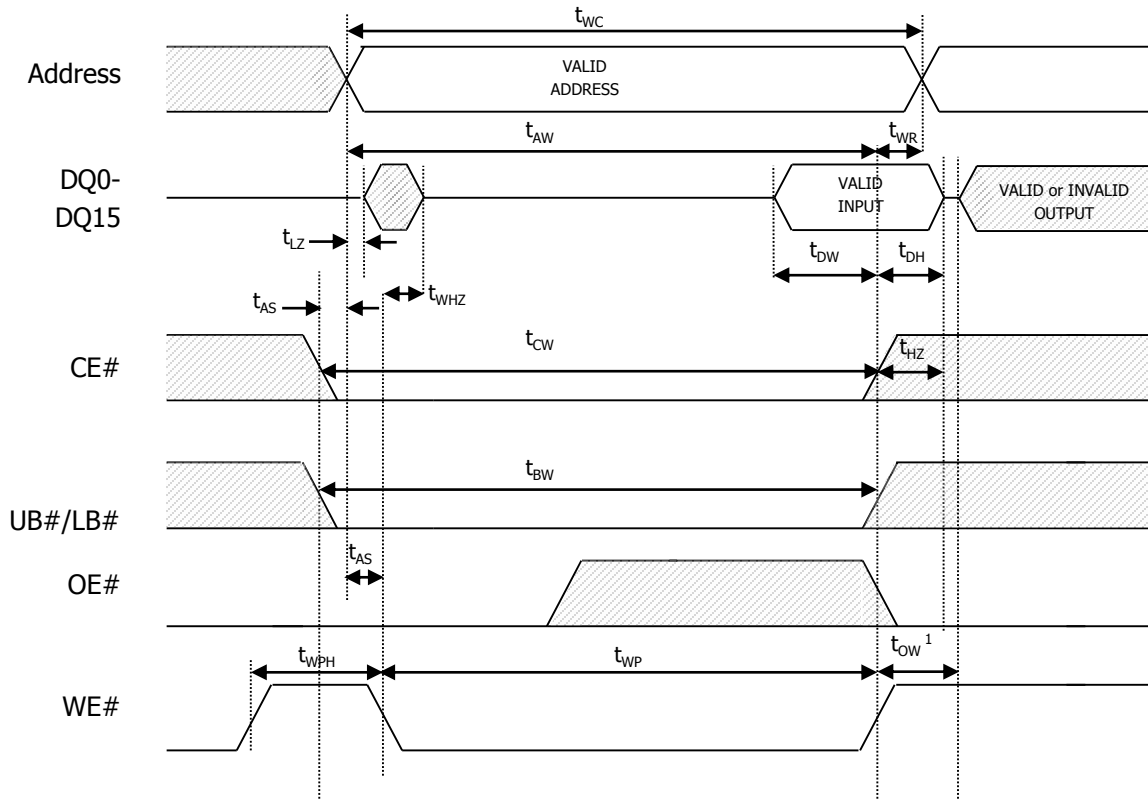 tWC
Address
VALID
ADDRESS
tAW
tWR
DQ0-
DQ15
VALID
INPUT
VALID or INVALID
OUTPUT
tLZ
tDW
tDH
tAS
tWHZ
CE#
tCW
tHZ
UB#/LB#
tBW
tAS
OE#
tWPH
tWP
tOW 1
WE#